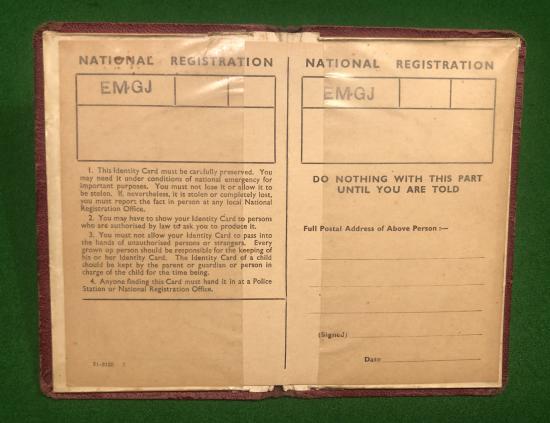 NATIONAL REGISTRATION
EM·GJ
1. This Identity Card must be carefully preserved. You
may need it under conditions of national emergency for
important purposes. You must not lose it or allow it to
be stolen. If, nevertheless, it is stolen or completely lost,
you must report the fact in person at any local National
Registration Office.
2. You may have to show your Identity Card to persons
who are authorised by law to ask you to produce it.
3. You must not allow your Identity Card to pass into
the hands of unauthorised persons or strangers. Every
grown up person should be responsible for the keeping of
his or her Identity Card. The Identity Card of a child
should be kept by the parent or guardian or person in
charge of the child for the time being.
4. Anyone finding this Card must hand it in at a Police
Station or National Registration Office.
NATIONAL REGISTRATION
EM·GJ
DO NOTHING WITH THIS PART
UNTIL YOU ARE TOLD
Full Postal Address of Above Person :—
(Signed)
Date